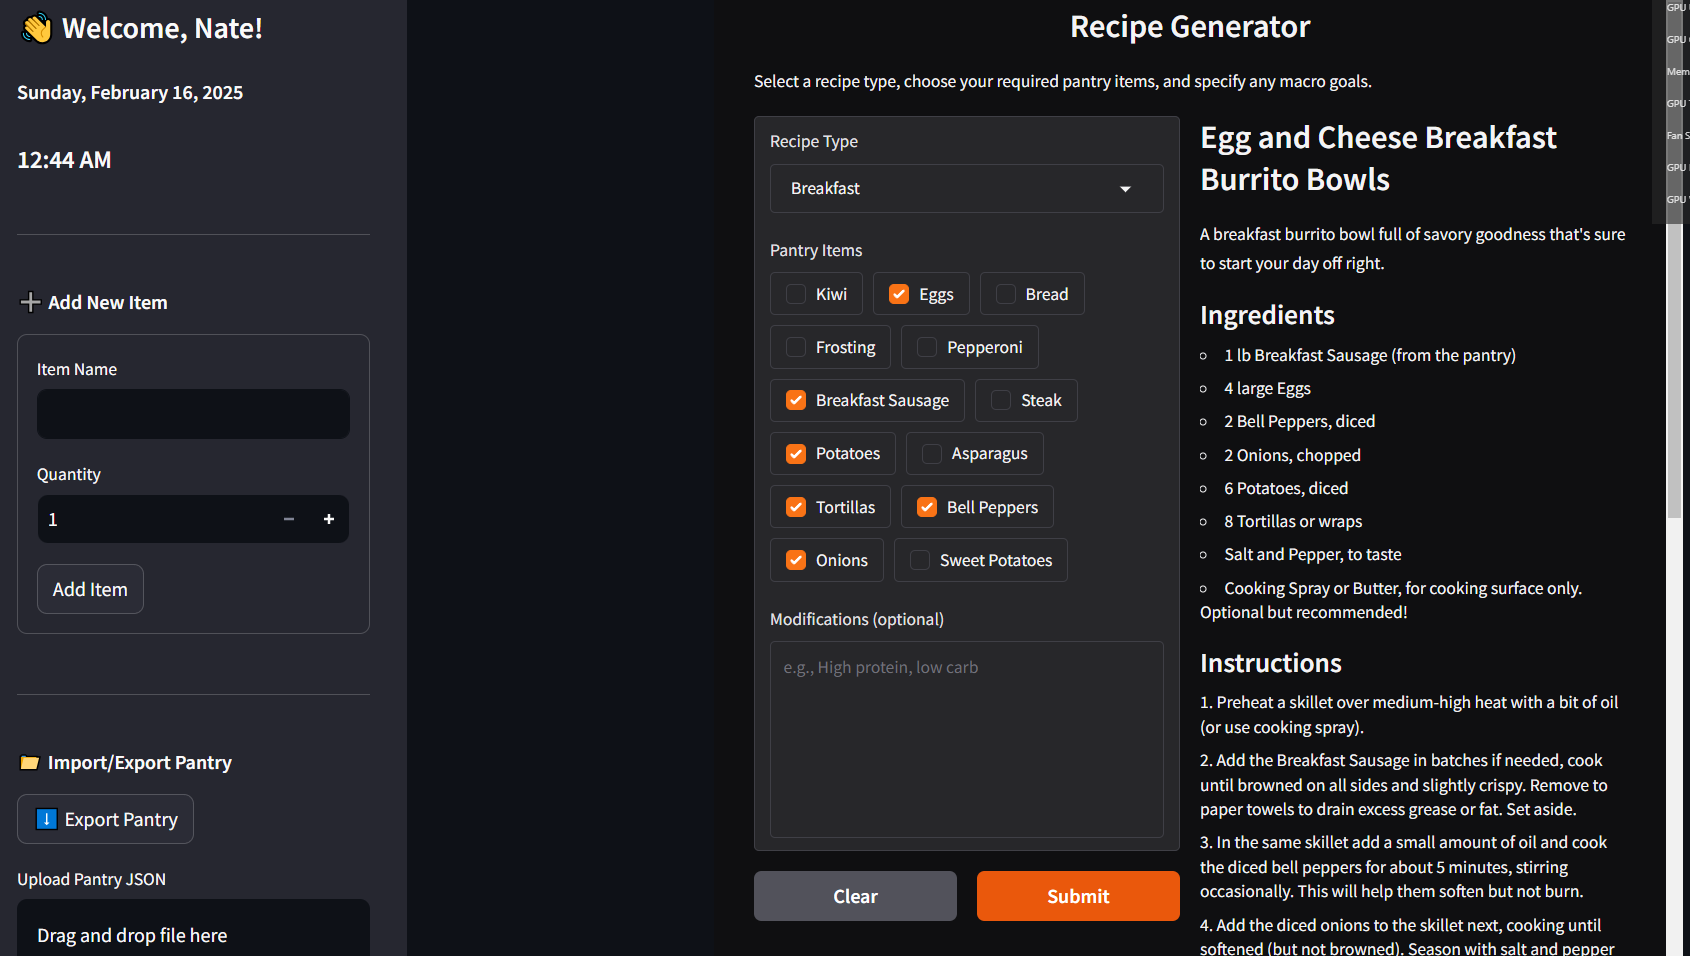 👋 Welcome, Nate!
Sunday, February 16, 2025
12:44 AM
Add New Item
Item Name
Quantity
1
Add Item
Import/Export Pantry
Export Pantry
Upload Pantry JSON
Drag and drop file here
Recipe Generator
Select a recipe type, choose your required pantry items, and specify any macro goals.
Recipe Type
Breakfast
Pantry Items
Kiwi Eggs Bread
Frosting Pepperoni
Breakfast Sausage Steak
Potatoes Asparagus
Tortillas Bell Peppers
Onions Sweet Potatoes
Modifications (optional)
e.g., High protein, low carb
Clear Submit
Egg and Cheese Breakfast
Burrito Bowls
A breakfast burrito bowl full of savory goodness that's sure
to start your day off right.
Ingredients
1 lb Breakfast Sausage (from the pantry)
4 large Eggs
2 Bell Peppers, diced
2 Onions, chopped
6 Potatoes, diced
8 Tortillas or wraps
Salt and Pepper, to taste
Cooking Spray or Butter, for cooking surface only.
Optional but recommended!
Instructions
1. Preheat a skillet over medium-high heat with a bit of oil
(or use cooking spray).
2. Add the Breakfast Sausage in batches if needed, cook
until browned on all sides and slightly crispy. Remove to
paper towels to drain excess grease or fat. Set aside.
3. In the same skillet add a small amount of oil and cook
the diced bell peppers for about 5 minutes, stirring
occasionally. This will help them soften but not burn.
4. Add the diced onions to the skillet next, cooking until
softened (but not browned). Season with salt and pepper
GPU
GPU
Mem
GPU
Fan S
GPU
GPU